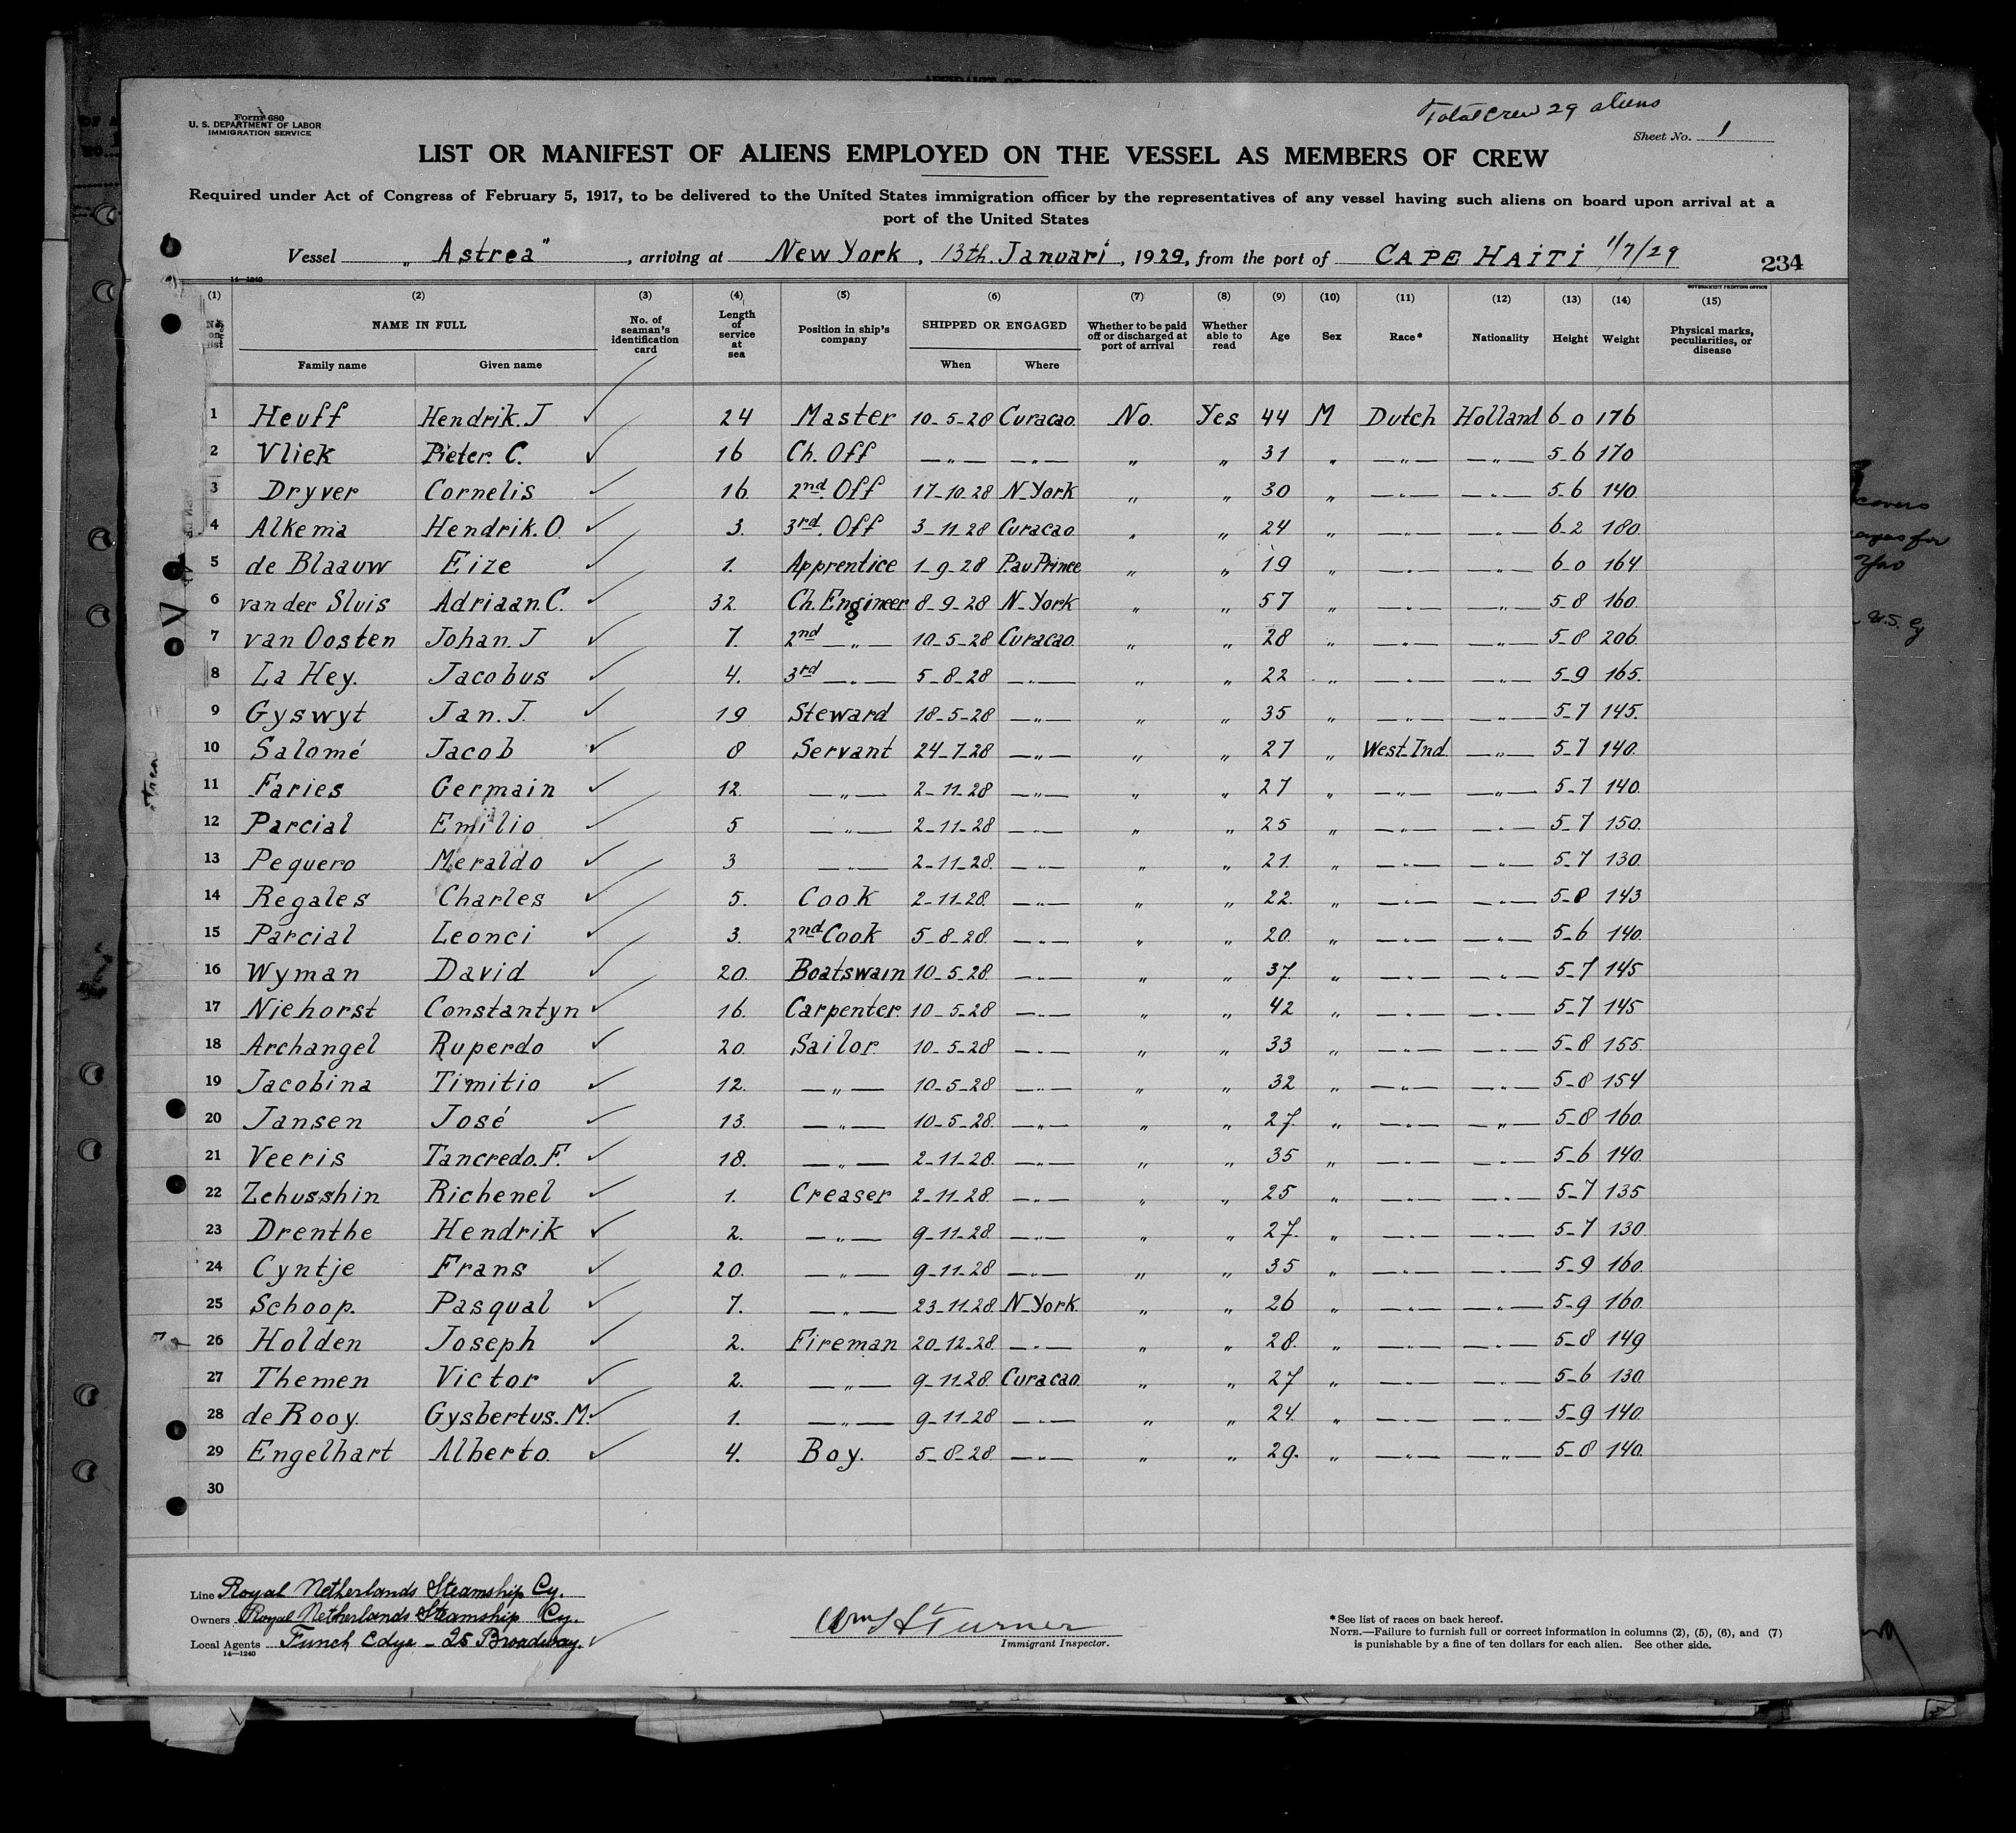 Total Crew 29 aliens
Form 680
U. S. DEPARTMENT OF LABOR
IMMIGRATION SERVICE
Sheet No. 1
LIST OR MANIFEST OF ALIENS EMPLOYED ON THE VESSEL AS MEMBERS OF CREW
Required under Act of Congress of February 5, 1917, to be delivered to the United States immigration officer by the representatives of any vessel having such aliens on board upon arrival at a
port of the United States
Vessel „ Astrea", arriving at New York, 13th Januari, 1929, from the port of CAPE HAITI 1/7/29
234
14—1240
GOVERNMENT PRINTING OFFICE
(1) (2) (3) (4) (5) (6) (7) (8) (9) (10) (11) (12) (13) (14) (15)
No. on list NAME IN FULL No. of seaman's identification card Length of service at sea Position in ship's company SHIPPED OR ENGAGED Whether to be paid off or discharged at port of arrival Whether able to read Age Sex Race* Nationality Height Weight Physical marks, peculiarities, or disease
Family name Given name When Where
1 Heuff Hendrik. J ✓ 24 Master 10-5-28 Curacao. No. Yes 44 M Dutch Holland 6-0 176
2 Vliek Pieter. C. ✓ 16 Ch. Off —„— —„— „ „ 31 „ —„— —„— 5-6 170
3 Dryver Cornelis ✓ 16. 2nd. Off 17-10-28 N-York „ „ 30 „ —„— —„— 5-6 140.
4 Alkema Hendrik. O. ✓ 3. 3rd. Off 3-11-28 Curacao. „ „ 24 „ —„— —„— 6-2 180.
5 de Blaauw Eize ✓ 1. Apprentice 1-9-28 P.au Prince „ „ 19 „ —„— —„— 6-0 164
6 van der Sluis Adriaan. C. ✓ 32. Ch. Engineer 8-9-28 N-York „ „ 57 „ —„— —„— 5-8 160.
7 van Oosten Johan. J ✓ 7. 2nd —„— 10-5-28 Curacao. „ „ 28 „ —„— —„— 5-8 206.
8 La Hey. Jacobus ✓ 4. 3rd —„— 5-8-28 —„— „ „ 22 „ —„— —„— 5-9 165.
9 Gyswyt Jan. J. ✓ 19 Steward 18-5-28 —„— „ „ 35 „ —„— —„— 5-7 145.
10 Salomé Jacob ✓ 8 Servant 24-7-28 —„— „ „ 27 „ West. Ind. —„— 5-7 140.
11 Faries Germain ✓ 12. —„— 2-11-28 —„— „ „ 27 „ —„— —„— 5-7 140.
12 Parcial Emilio ✓ 5 —„— 2-11-28 —„— „ „ 25 „ —„— —„— 5-7 150.
13 Pequero Meraldo ✓ 3 —„— 2-11-28. —„— „ „ 21. „ —„— —„— 5-7 130.
14 Regales Charles ✓ 5. Cook 2-11-28. —„— „ „ 22. „ —„— —„— 5-8 143
15 Parcial Leonci ✓ 3. 2nd Cook 5-8-28. —„— „ „ 20. „ —„— —„— 5-6 140.
16 Wyman David ✓ 20. Boatswain 10-5-28. —„— „ „ 37. „ —„— —„— 5-7 145
17 Niehorst Constantyn ✓ 16. Carpenter. 10-5-28 —„— „ „ 42 „ —„— —„— 5-7 145
18 Archangel Ruperdo ✓ 20. Sailor. 10-5-28 —„— „ „ 33 „ —„— —„— 5-8 155.
19 Jacobina Timitio ✓ 12. —„— 10-5-28 —„— „ „ 32 „ —„— —„— 5-8 154
20 Jansen José ✓ 13. —„— 10-5-28. —„— „ „ 27. „ —„— —„— 5-8 160.
21 Veeris Tancredo. F. ✓ 18. —„— 2-11-28. —„— „ „ 35 „ —„— —„— 5-6 140.
22 Zchusshin Richenel ✓ 1. Creaser 2-11-28. —„— „ „ 25 „ —„— —„— 5-7 135
23 Drenthe Hendrik ✓ 2. —„— 9-11-28. —„— „ „ 27. „ —„— —„— 5-7 130.
24 Cyntje Frans ✓ 20. —„— 9-11-28 —„— „ „ 35 „ —„— —„— 5-9 160.
25 Schoop. Pasqual ✓ 7. —„— 23-11-28. N-York. „ „ 26 „ —„— —„— 5-9 160.
26 Holden Joseph ✓ 2. Fireman 20-12-28. —„— „ „ 28. „ —„— —„— 5-8 149
27 Themen Victor ✓ 2. —„— 9-11-28. Curacao. „ „ 27 „ —„— —„— 5-6 130.
28 de Rooy. Gysbertus. M. ✓ 1. —„— 9-11-28 —„— „ „ 24. „ —„— —„— 5-9 140.
29 Engelhart Alberto. ✓ 4. Boy. 5-8-28. —„— „ „ 29. „ —„— —„— 5-8 140.
30
Line Royal Netherlands Steamship Cy.
Owners Royal Netherlands Steamship Cy.
Local Agents Funch Edye - 25 Broadway. ✓
14—1240
Wm H Turner
Immigrant Inspector.
*See list of races on back hereof.
NOTE.—Failure to furnish full or correct information in columns (2), (5), (6), and (7)
is punishable by a fine of ten dollars for each alien. See other side.
covers
U.S.